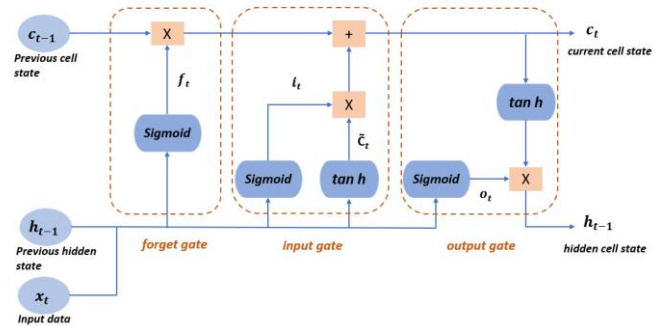 c_{t-1}
Previous cell
state
X
+
c_t
current cell state
f_t
i_t
X
tan h
Sigmoid
C̃_t
Sigmoid
tan h
Sigmoid
X
o_t
h_{t-1}
Previous hidden
state
forget gate
input gate
output gate
h_{t-1}
hidden cell state
x_t
Input data